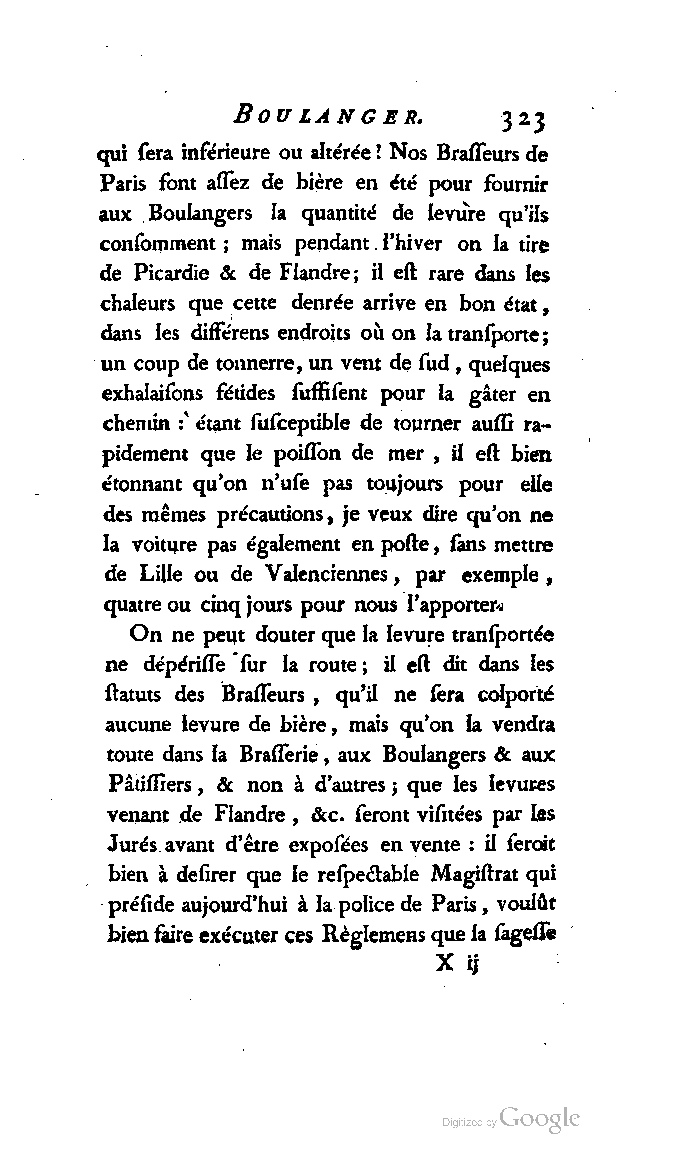 BOULANGER. 323
qui ſera inférieure ou altérée? Nos Braſſeurs de
Paris font aſſez de bière en été pour fournir
aux Boulangers la quantité de levure qu'ils
conſomment ; mais pendant l'hiver on la tire
de Picardie & de Flandre ; il eſt rare dans les
chaleurs que cette denrée arrive en bon état,
dans les différens endroits où on la tranſporte ;
un coup de tonnerre, un vent de ſud, quelques
exhalaiſons fétides ſuffiſent pour la gâter en
chemin : étant ſuſceptible de tourner auſſi ra-
pidement que le poiſſon de mer, il eſt bien
étonnant qu'on n'uſe pas toujours pour elle
des mêmes précautions, je veux dire qu'on ne
la voiture pas également en poſte, ſans mettre
de Lille ou de Valenciennes, par exemple,
quatre ou cinq jours pour nous l'apporter.
On ne peut douter que la levure tranſportée
ne dépériſſe ſur la route ; il eſt dit dans les
ſtatuts des Braſſeurs, qu'il ne ſera colporté
aucune levure de bière, mais qu'on la vendra
toute dans la Braſſerie, aux Boulangers & aux
Pâtiſſiers, & non à d'autres ; que les levures
venant de Flandre, &c. ſeront viſitées par les
Jurés avant d'être expoſées en vente : il ſeroit
bien à deſirer que le reſpectable Magiſtrat qui
préſide aujourd'hui à la police de Paris, voulût
bien faire exécuter ces Règlemens que la ſageſſe
X ij
Digitized by Google